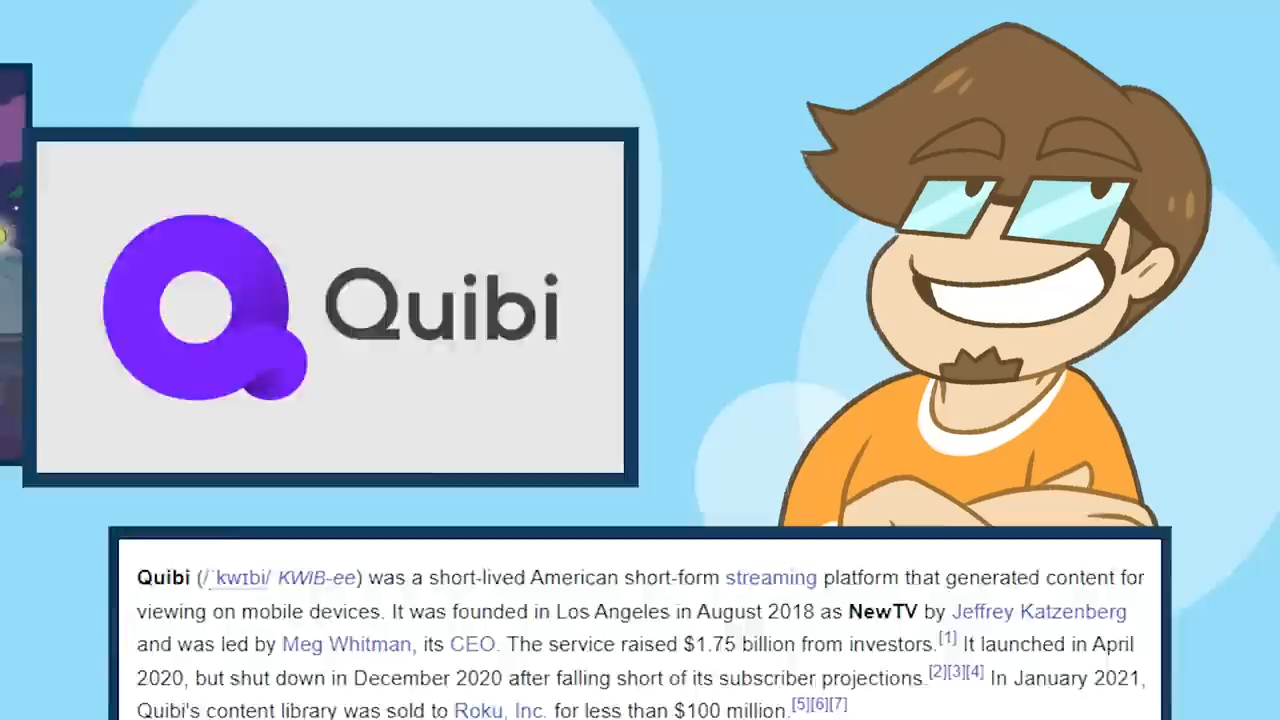 Quibi
Quibi (/ˈkwɪbi/ KWIB-ee) was a short-lived American short-form streaming platform that generated content for
viewing on mobile devices. It was founded in Los Angeles in August 2018 as NewTV by Jeffrey Katzenberg
and was led by Meg Whitman, its CEO. The service raised $1.75 billion from investors.[1] It launched in April
2020, but shut down in December 2020 after falling short of its subscriber projections.[2][3][4] In January 2021,
Quibi's content library was sold to Roku, Inc. for less than $100 million.[5][6][7]